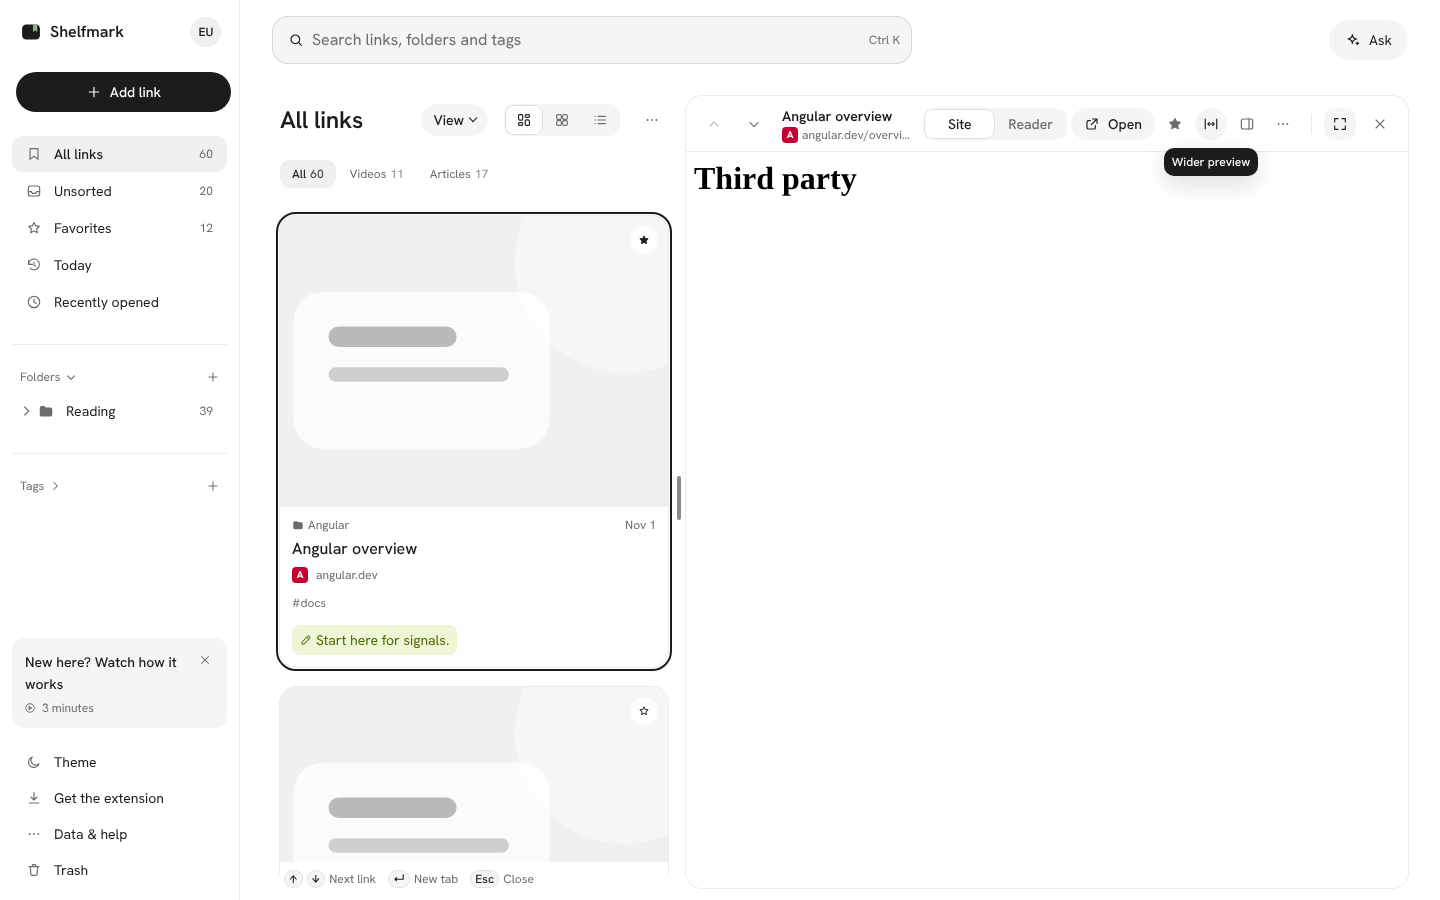 Shelfmark
EU
Add link
All links 60
Unsorted 20
Favorites 12
Today
Recently opened
Folders
Reading 39
Tags
New here? Watch how it
works
3 minutes
Theme
Get the extension
Data & help
Trash
Search links, folders and tags Ctrl K
Ask
All links
View
All 60 Videos 11 Articles 17
Angular Nov 1
Angular overview
A angular.dev
#docs
Start here for signals.
Next link New tab Esc Close
Angular overview
A angular.dev/overvi...
Site Reader
Open
Wider preview
Third party